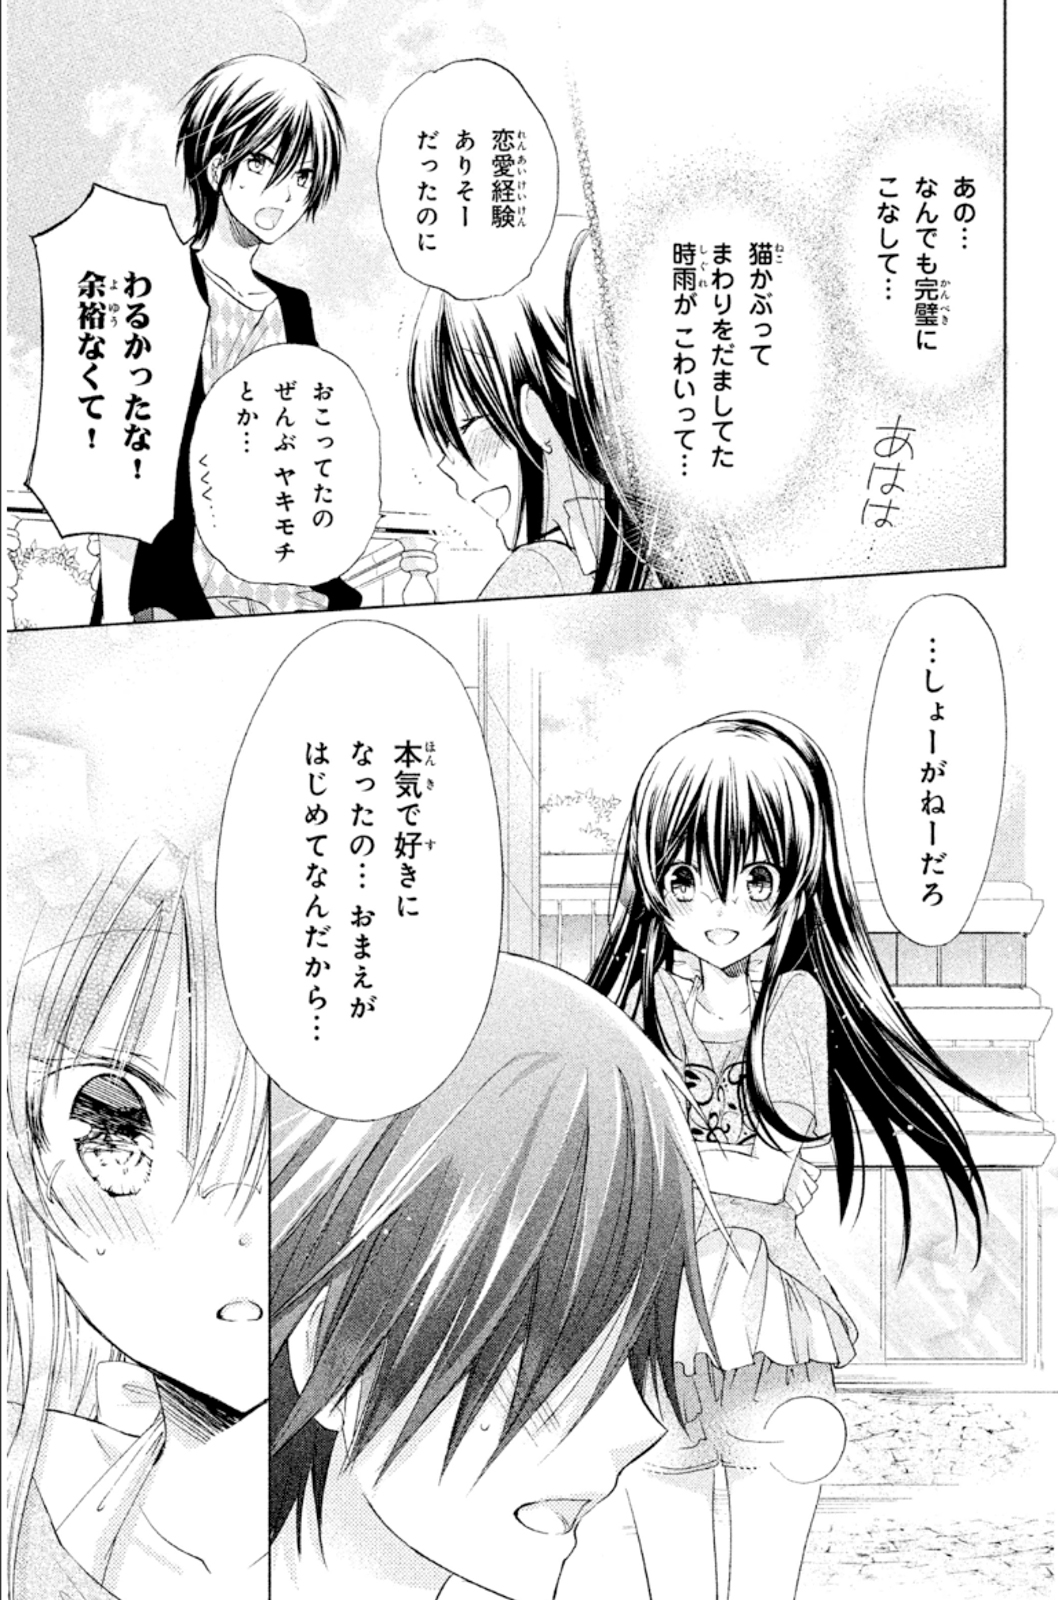 あの…
なんでも完璧に
こなして…
猫かぶって
まわりをだましてた
時雨が こわいって…
あはは…
恋愛経験
ありそー
だったのに
おこってたの
ぜんぶ ヤキモチ
とか…
くくく
わるかったな!
余裕なくて!
…しょーがねーだろ
本気で好きに
なったの… おまえが
はじめてなんだから…